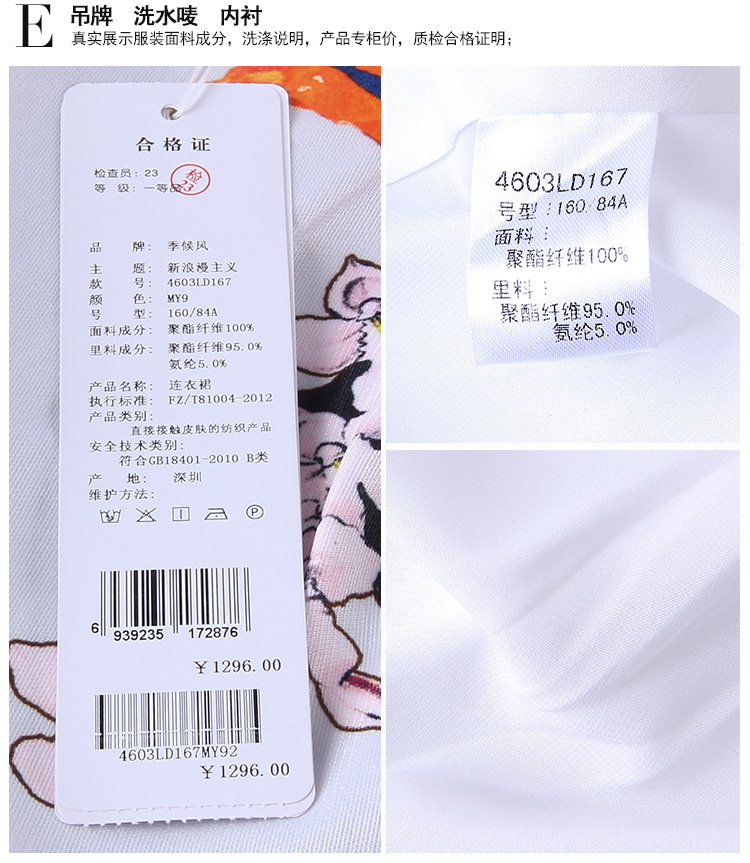 E
吊牌 洗水唛 内衬
真实展示服装面料成分，洗涤说明，产品专柜价，质检合格证明；
合格证
检查员：23
等 级：一等品
检
23
品 牌：季候风
主 题：新浪漫主义
款 号：4603LD167
颜 色：MY9
号 型：160/84A
面料成分：聚酯纤维100%
里料成分：聚酯纤维95.0%
氨纶5.0%
产品名称：连衣裙
执行标准：FZ/T81004-2012
产品类别：
直接接触皮肤的纺织产品
安全技术类别：
符合GB18401-2010 B类
产 地：深圳
维护方法：
P
6 939235 172876
￥1296.00
4603LD167MY92
￥1296.00
4603LD167
号型：160/84A
面料：
聚酯纤维100%
里料：
聚酯纤维95.0%
氨纶5.0%